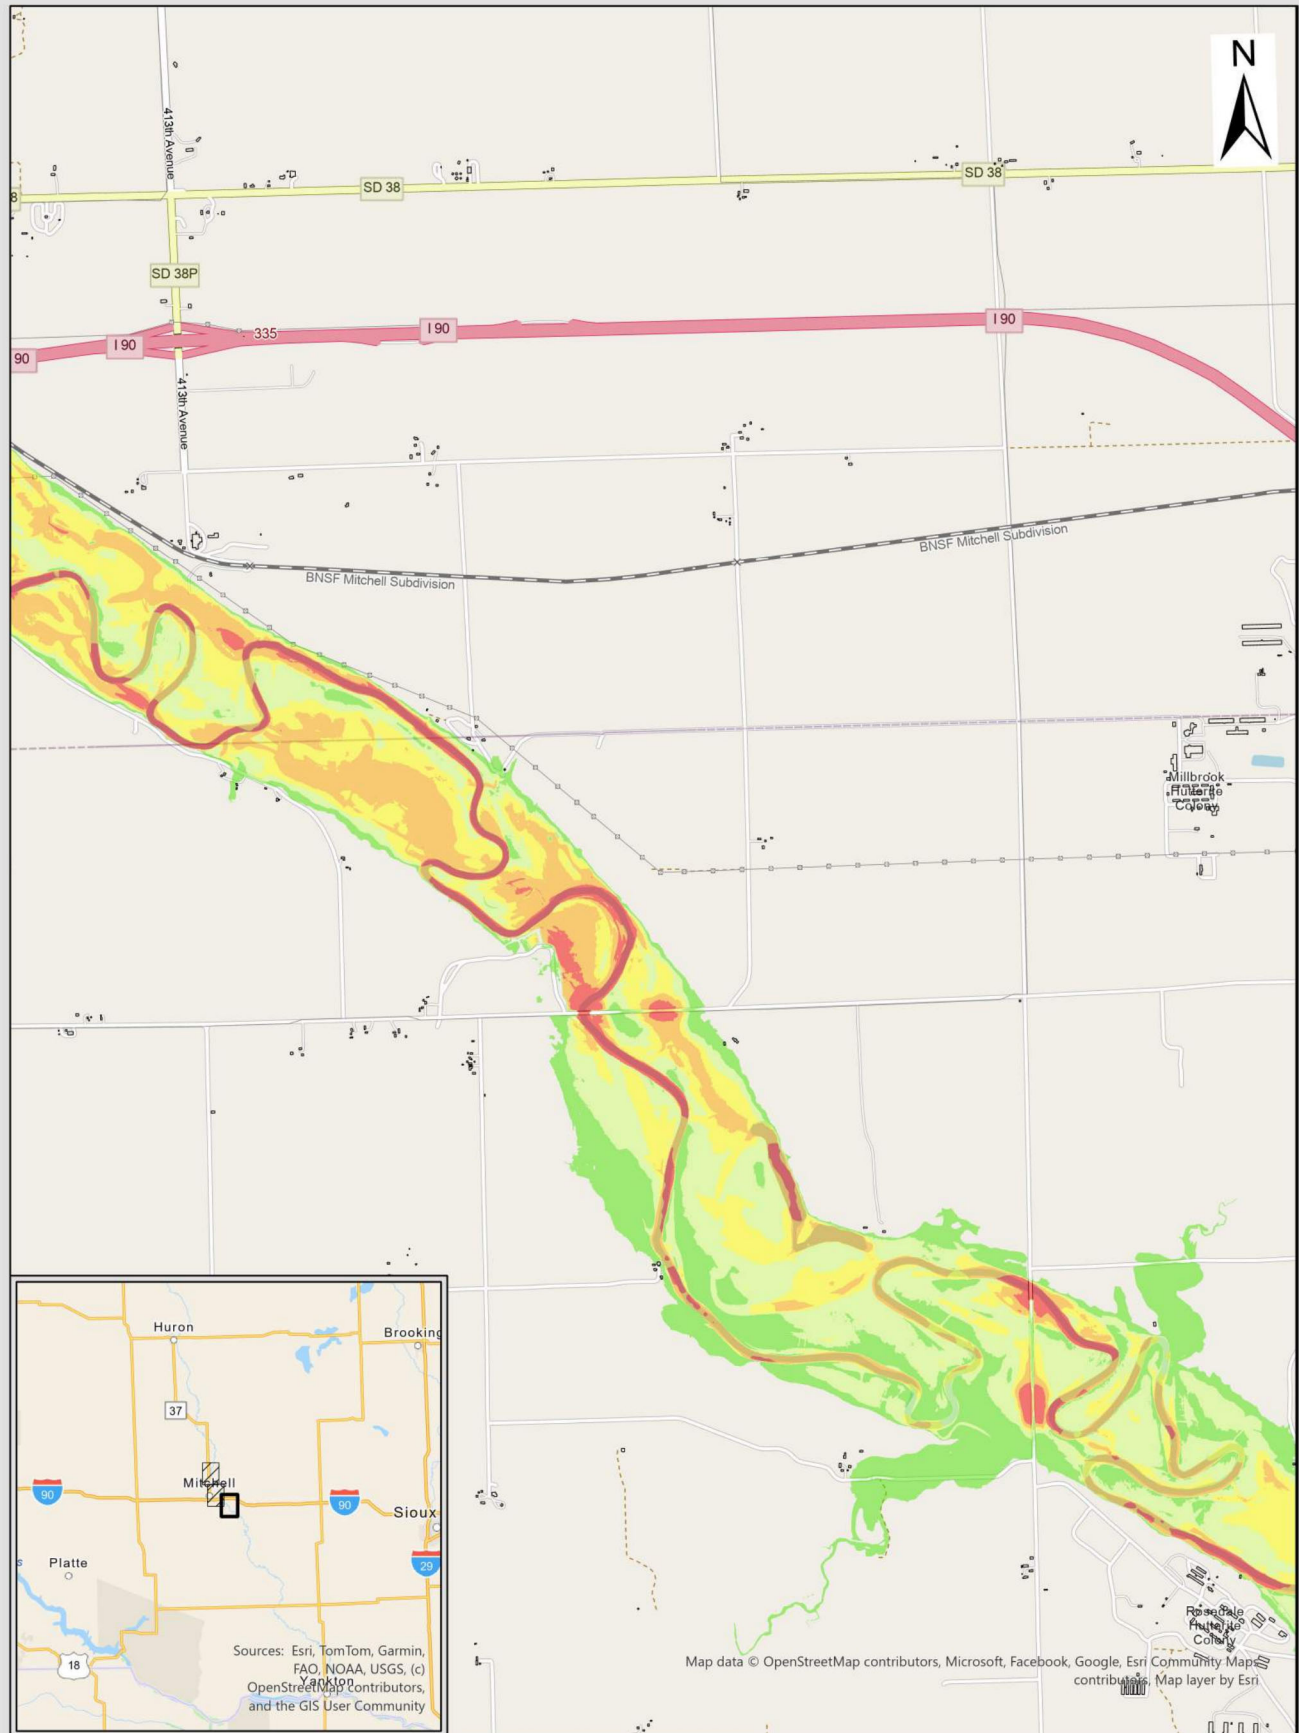 N
413th Avenue
SD 38
SD 38
8
SD 38P
I 90
335
I 90
I 90
90
413th Avenue
BNSF Mitchell Subdivision
BNSF Mitchell Subdivision
Millbrook
Hutterite
Colony
Huron
Brooking
37
Mitchell
90
90
Sioux
29
Platte
s
18
Yankton
Sources: Esri, TomTom, Garmin,
FAO, NOAA, USGS, (c)
OpenStreetMap contributors,
and the GIS User Community
Rosedale
Hutterite
Colony
Map data © OpenStreetMap contributors, Microsoft, Facebook, Google, Esri Community Maps
contributors, Map layer by Esri